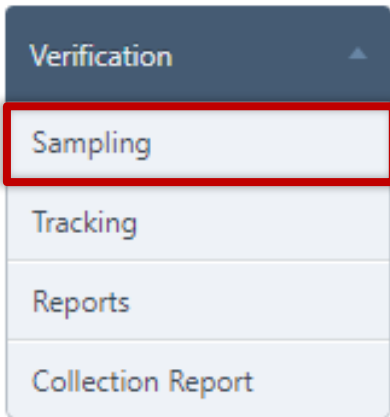 Verification
Sampling
Tracking
Reports
Collection Report